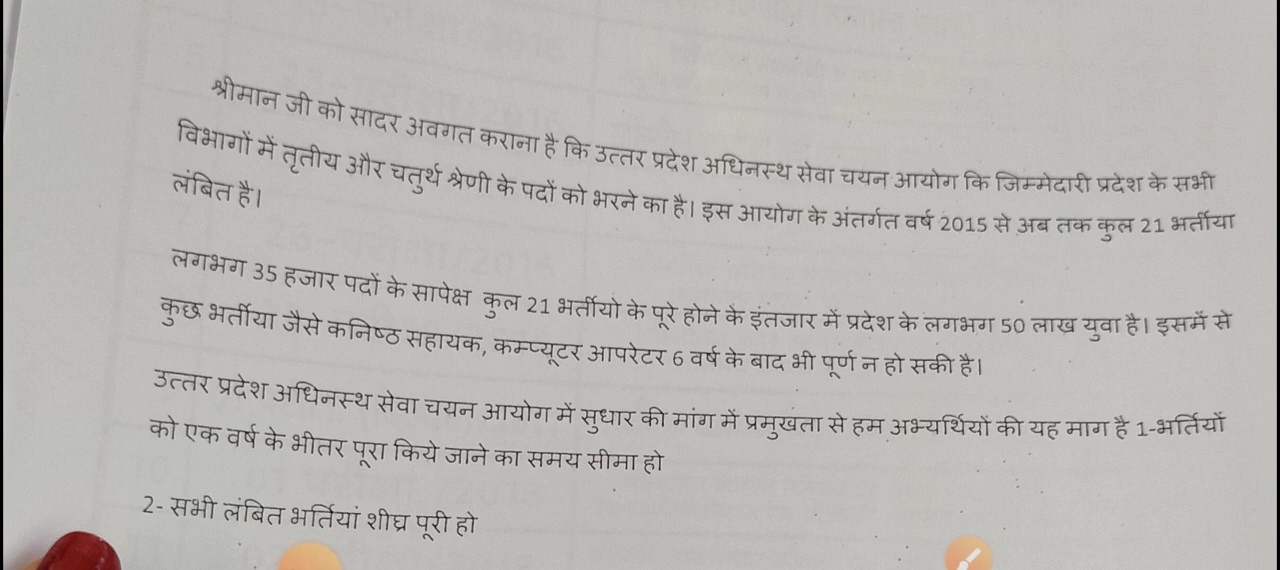 श्रीमान जी को सादर अवगत कराना है कि उत्तर प्रदेश अधिनस्थ सेवा चयन आयोग कि जिम्मेदारी प्रदेश के सभी
विभागों में तृतीय और चतुर्थ श्रेणी के पदों को भरने का है। इस आयोग के अंतर्गत वर्ष 2015 से अब तक कुल 21 भर्तीया
लंबित है।
लगभग 35 हजार पदों के सापेक्ष कुल 21 भर्तीयो के पूरे होने के इंतजार में प्रदेश के लगभग 50 लाख युवा है। इसमें से
कुछ भर्तीया जैसे कनिष्ठ सहायक, कम्प्यूटर आपरेटर 6 वर्ष के बाद भी पूर्ण न हो सकी है।
उत्तर प्रदेश अधिनस्थ सेवा चयन आयोग में सुधार की मांग में प्रमुखता से हम अभ्यर्थियों की यह माग है 1-भर्तियों
को एक वर्ष के भीतर पूरा किये जाने का समय सीमा हो
2- सभी लंबित भर्तियां शीघ्र पूरी हो